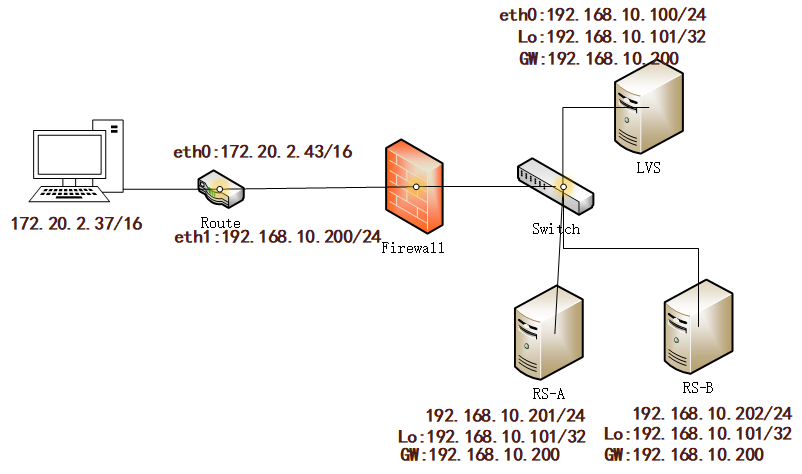 eth0:192.168.10.100/24
Lo:192.168.10.101/32
GW:192.168.10.200
LVS
eth0:172.20.2.43/16
172.20.2.37/16
Route
eth1:192.168.10.200/24
Firewall
Switch
RS-A
192.168.10.201/24
Lo:192.168.10.101/32
GW:192.168.10.200
RS-B
192.168.10.202/24
Lo:192.168.10.101/32
GW:192.168.10.200